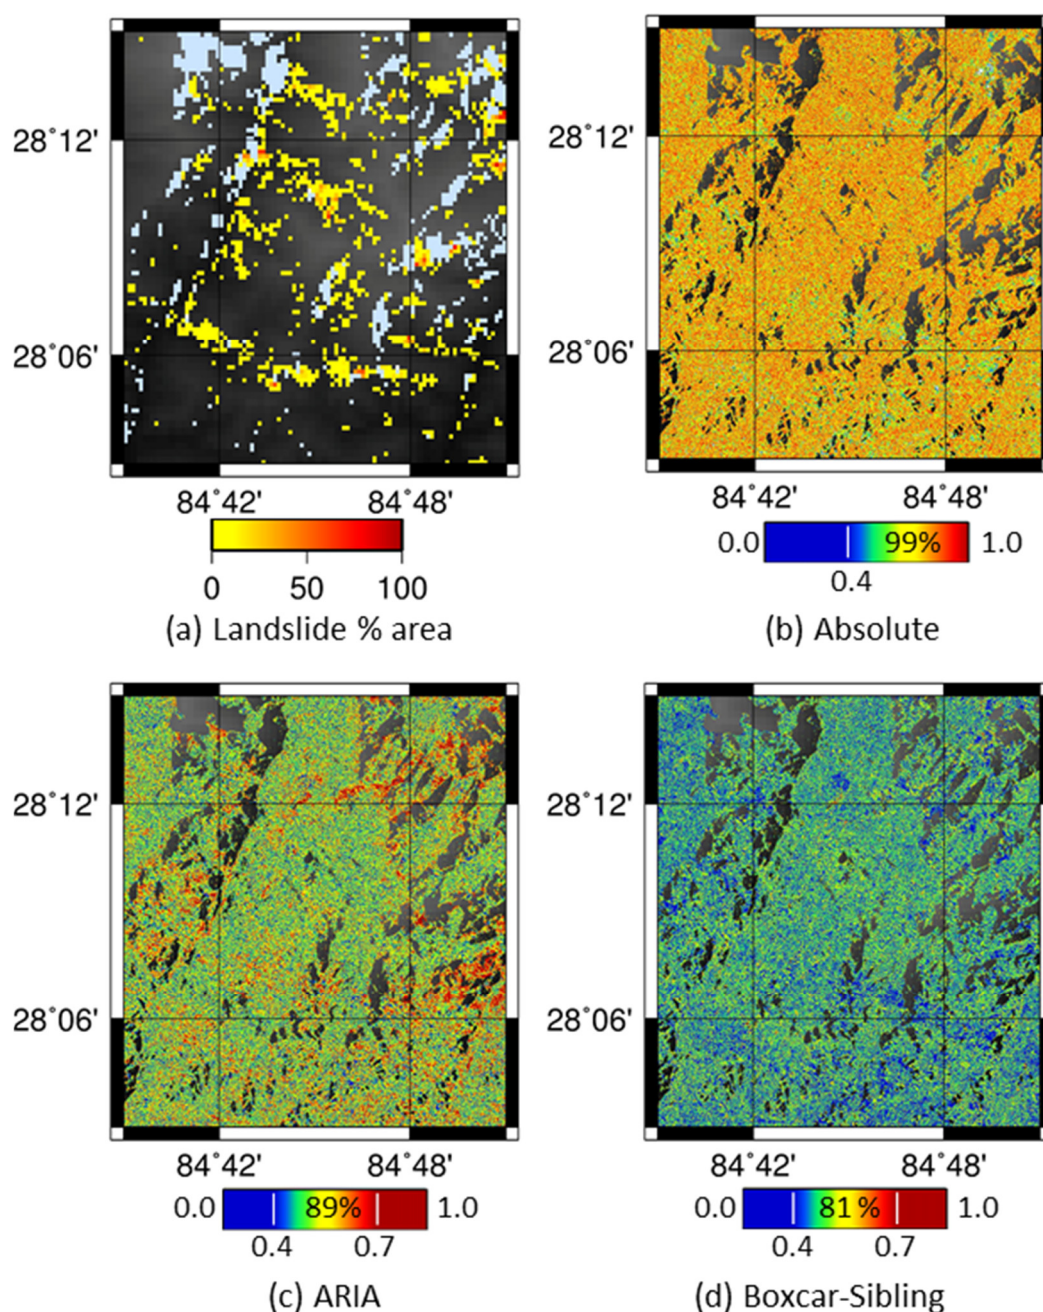 28°12'
28°06'
84°42' 84°48'
0 50 100
(a) Landslide % area
28°12'
28°06'
84°42' 84°48'
0.0 99% 1.0
0.4
(b) Absolute
28°12'
28°06'
84°42' 84°48'
0.0 89% 1.0
0.4 0.7
(c) ARIA
28°12'
28°06'
84°42' 84°48'
0.0 81% 1.0
0.4 0.7
(d) Boxcar-Sibling